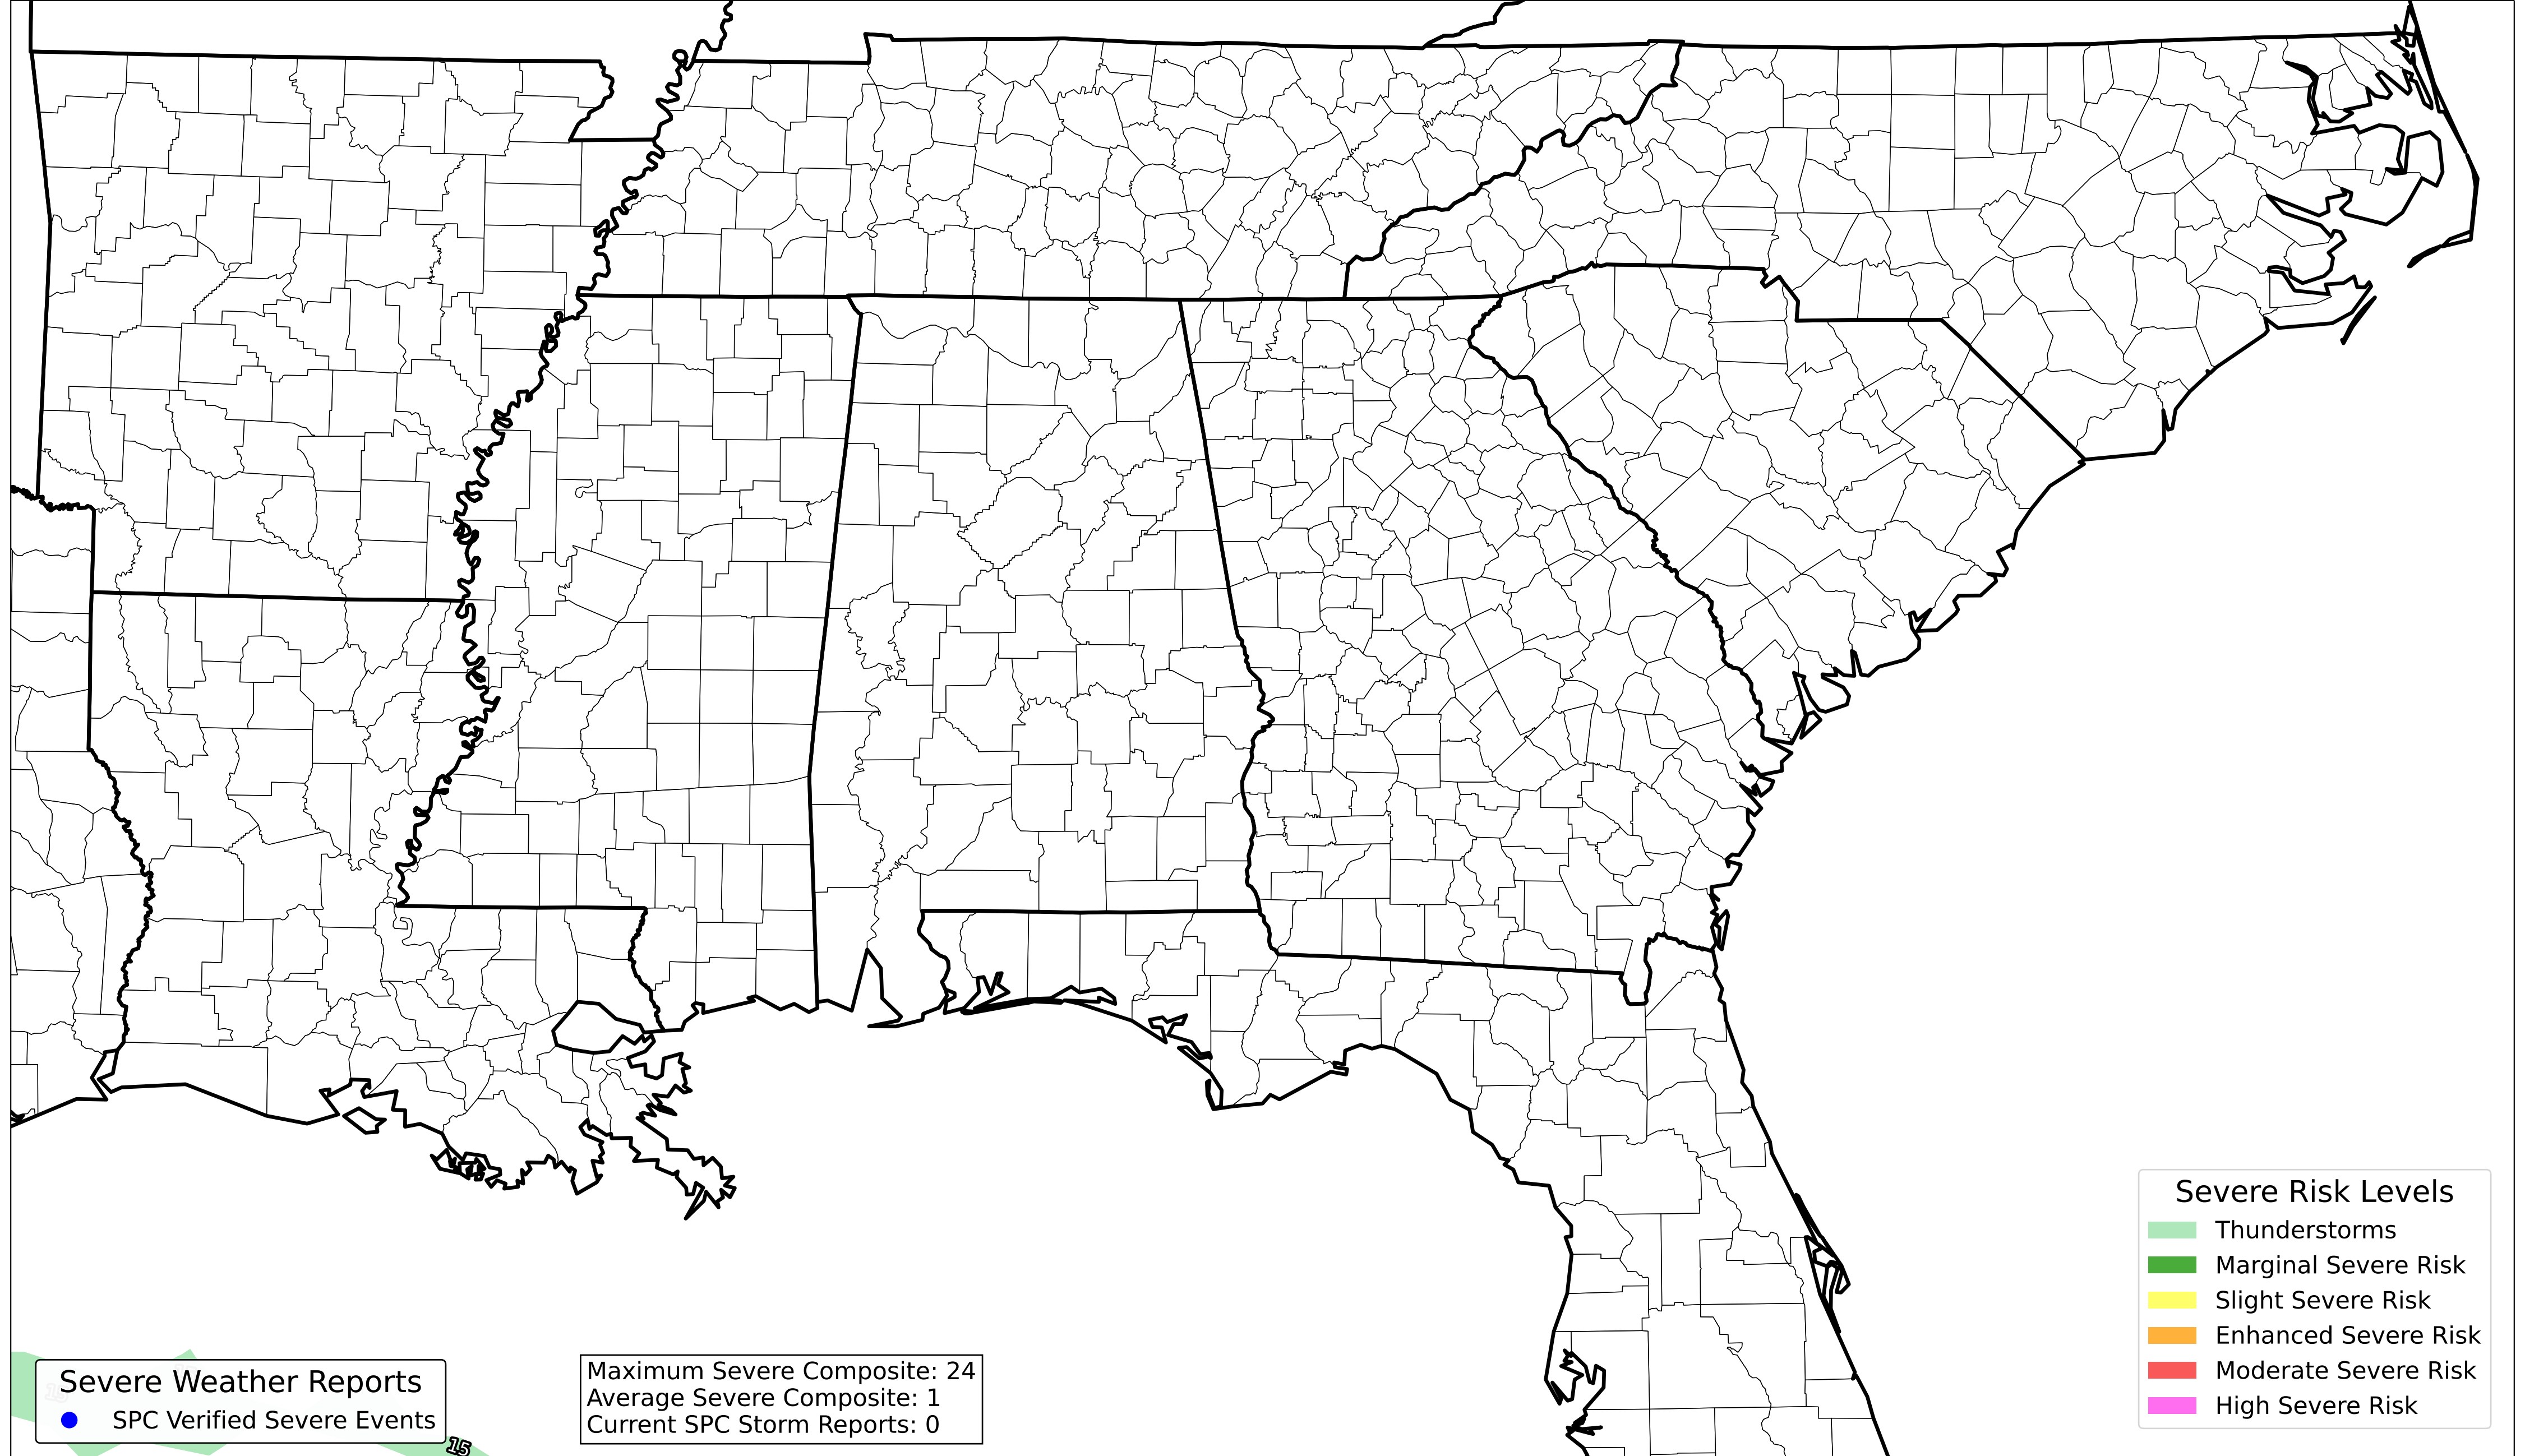 Severe Weather Reports
SPC Verified Severe Events
15
Maximum Severe Composite: 24
Average Severe Composite: 1
Current SPC Storm Reports: 0
Severe Risk Levels
Thunderstorms
Marginal Severe Risk
Slight Severe Risk
Enhanced Severe Risk
Moderate Severe Risk
High Severe Risk